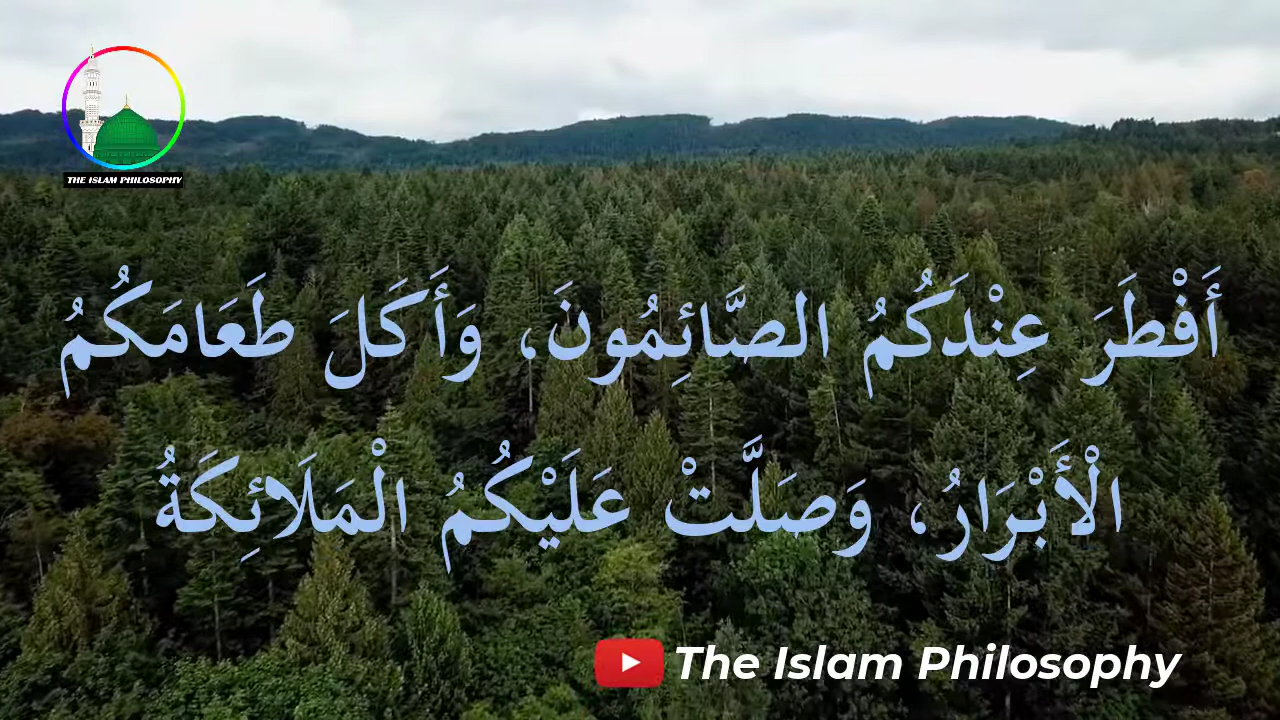 THE ISLAM PHILOSOPHY
أَفْطَرَ عِنْدَكُمُ الصَّائِمُونَ، وَأَكَلَ طَعَامَكُمُ
الْأَبْرَارُ، وَصَلَّتْ عَلَيْكُمُ الْمَلَائِكَةُ
The Islam Philosophy